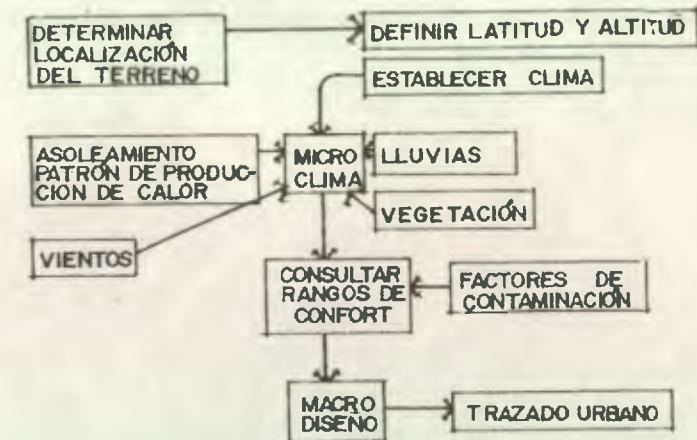 DETERMINAR
LOCALIZACIÓN
DEL TERRENO
DEFINIR LATITUD Y ALTITUD
ESTABLECER CLIMA
ASOLEAMIENTO
PATRÓN DE PRODUC-
CION DE CALOR
MICRO
CLIMA
LLUVIAS
VEGETACIÓN
VIENTOS
CONSULTAR
RANGOS DE
CONFORT
FACTORES DE
CONTAMINACIÓN
MACRO
DISEÑO
TRAZADO URBANO